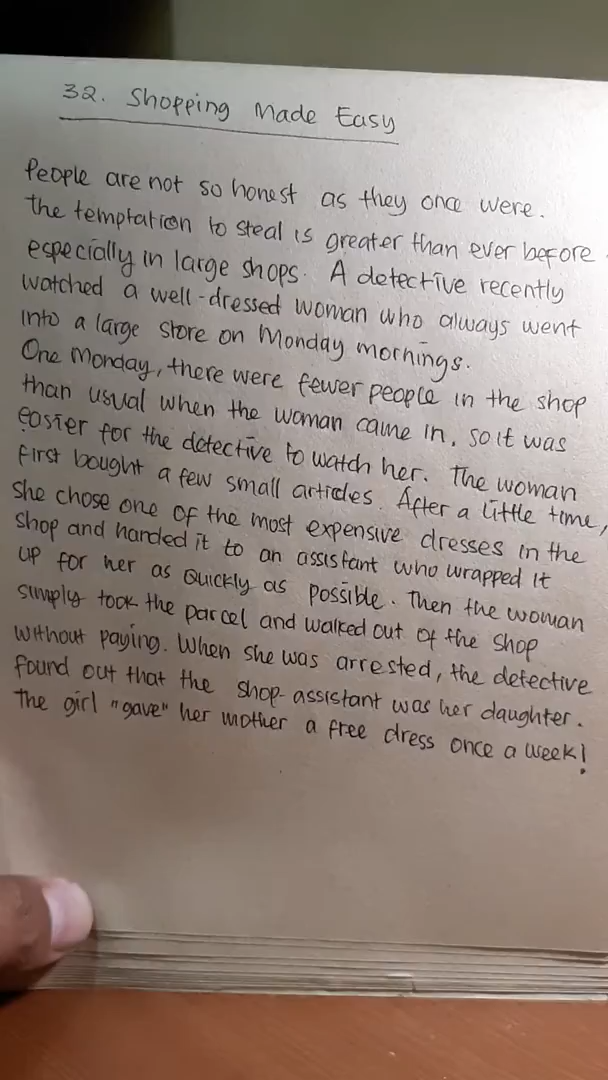 32. Shopping Made Easy
People are not so honest as they once were.
The temptation to steal is greater than ever before.
especially in large shops. A detective recently
watched a well-dressed woman who always went
into a large store on Monday mornings.
One Monday, there were fewer people in the shop
than usual when the woman came in, so it was
easier for the detective to watch her. The woman
first bought a few small articles. After a little time,
she chose one of the most expensive dresses in the
shop and handed it to an assistant who wrapped it
up for her as quickly as possible. Then the woman
simply took the parcel and walked out of the shop
without paying. When she was arrested, the detective
found out that the shop-assistant was her daughter.
The girl "gave" her mother a free dress once a week!